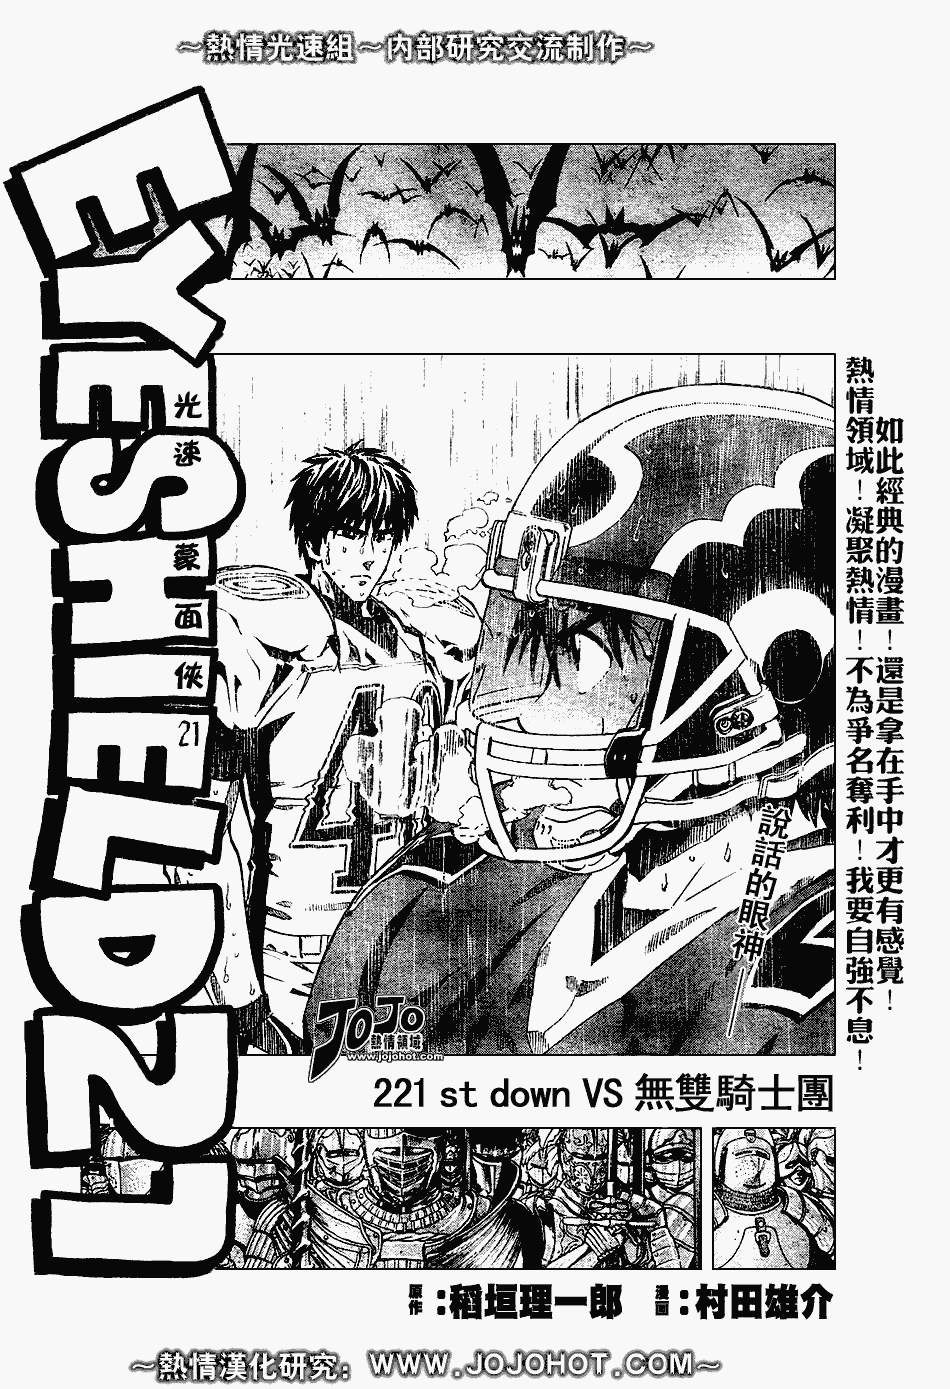 ～熱情光速組～内部研究交流制作～
EYESHIELD21
光速蒙面俠21
如此經典的漫畫！還是拿在手中才更有感覺！
熱情領域！凝聚熱情！不為爭名奪利！我要自強不息！
說話的眼神
JOJO
熱情領域
www.jojohot.com
221 st down VS 無雙騎士團
原作：稻垣理一郎 漫画：村田雄介
～熱情漢化研究：WWW.JOJOHOT.COM～